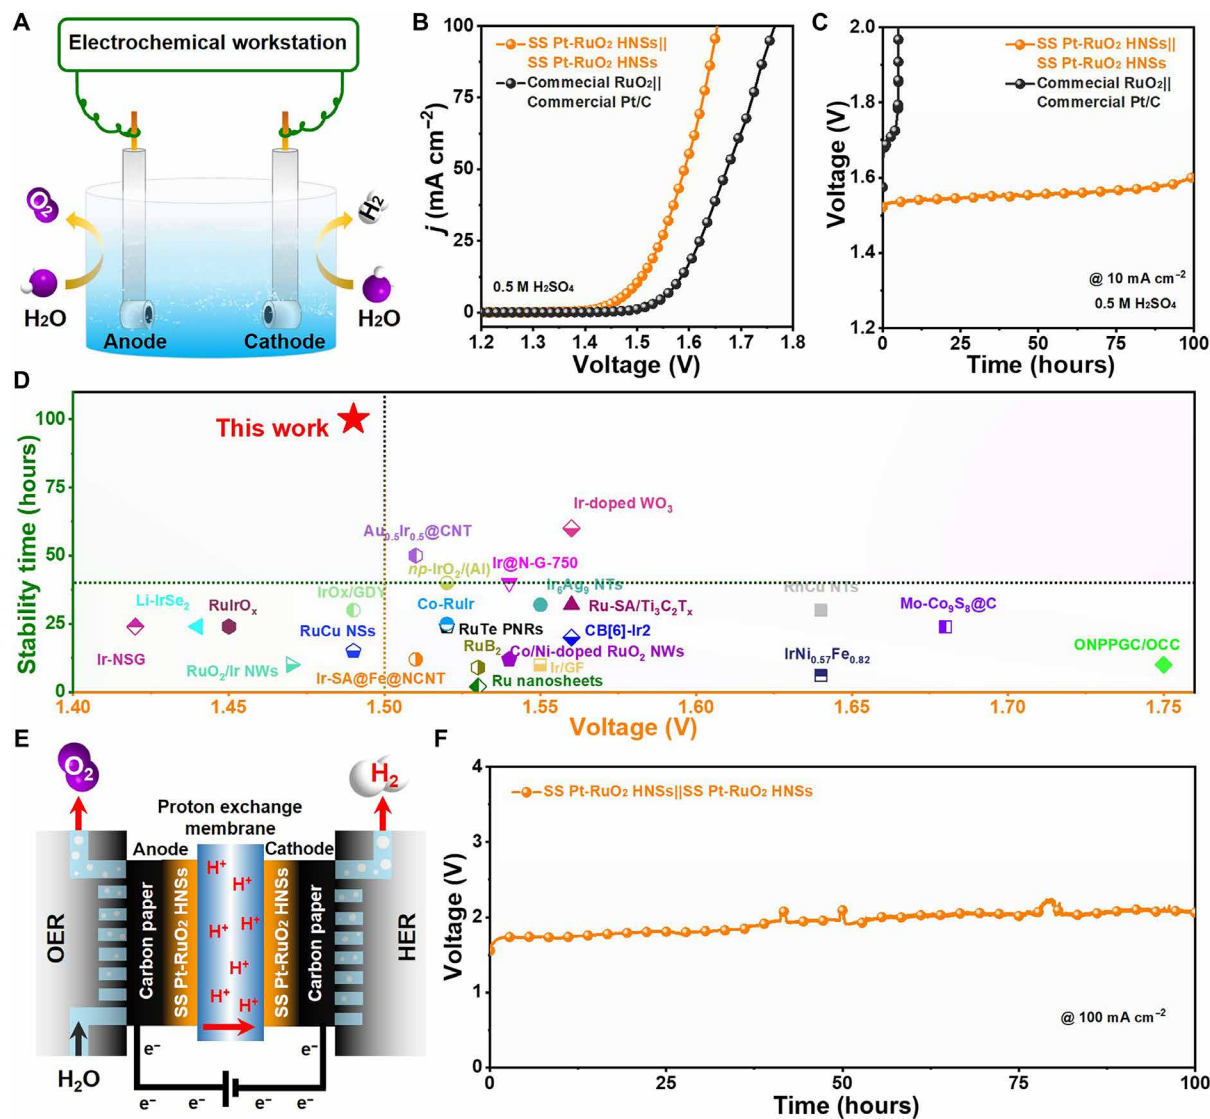 A
Electrochemical workstation
O2
H2
H2O
H2O
Anode
Cathode
B
SS Pt-RuO2 HNSs||
SS Pt-RuO2 HNSs
Commecial RuO2||
Commercial Pt/C
0.5 M H2SO4
j (mA cm−2)
100
75
50
25
0
1.2 1.3 1.4 1.5 1.6 1.7 1.8
Voltage (V)
C
SS Pt-RuO2 HNSs||
SS Pt-RuO2 HNSs
Commecial RuO2||
Commercial Pt/C
@ 10 mA cm−2
0.5 M H2SO4
Voltage (V)
2.0
1.8
1.6
1.4
1.2
0 25 50 75 100
Time (hours)
D
Stability time (hours)
100
75
50
25
0
This work
Ir-doped WO3
Au0.5Ir0.5@CNT
np-IrO2/(Al)
Ir@N-G-750
IrOx/GDY
Ir6Ag9 NTs
RhCu NTs
Li-IrSe2
RuIrOx
Co-RuIr
Ru-SA/Ti3C2Tx
Mo-Co9S8@C
RuCu NSs
RuTe PNRs
CB[6]-Ir2
Ir-NSG
RuO2/Ir NWs
RuB2
Co/Ni-doped RuO2 NWs
IrNi0.57Fe0.82
ONPPGC/OCC
Ir-SA@Fe@NCNT
Ir/GF
Ru nanosheets
1.40 1.45 1.50 1.55 1.60 1.65 1.70 1.75
Voltage (V)
E
O2
H2
Proton exchange
membrane
Anode
Cathode
OER
Carbon paper
SS Pt-RuO2 HNSs
H+
H+
H+
H+
H+
H+
H+
SS Pt-RuO2 HNSs
Carbon paper
HER
H2O
e−
e−
e− e− e− e−
F
SS Pt-RuO2 HNSs||SS Pt-RuO2 HNSs
@ 100 mA cm−2
Voltage (V)
4
3
2
1
0
0 25 50 75 100
Time (hours)